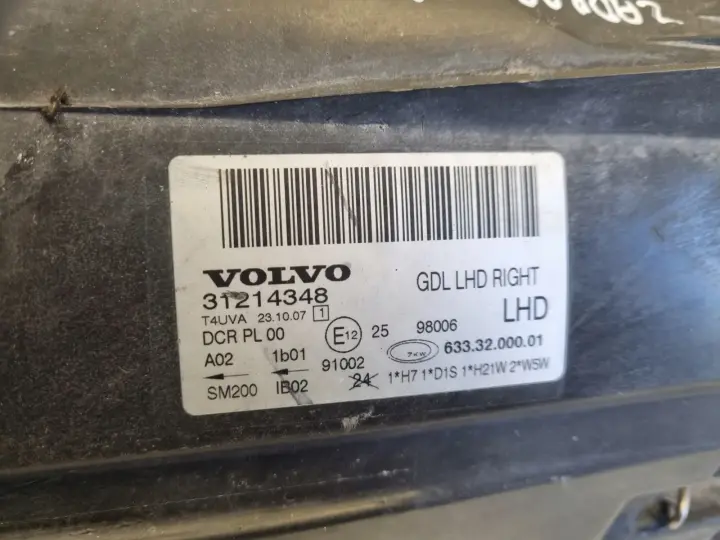 VOLVO
31214348
GDL LHD RIGHT
T4UVA 23.10.07 1
LHD
DCR PL 00
E12 25 98006
A02 1b01 91002
7KW 633.32.000.01
SM200 IB02 24 1*H7 1*D1S 1*H21W 2*W5W